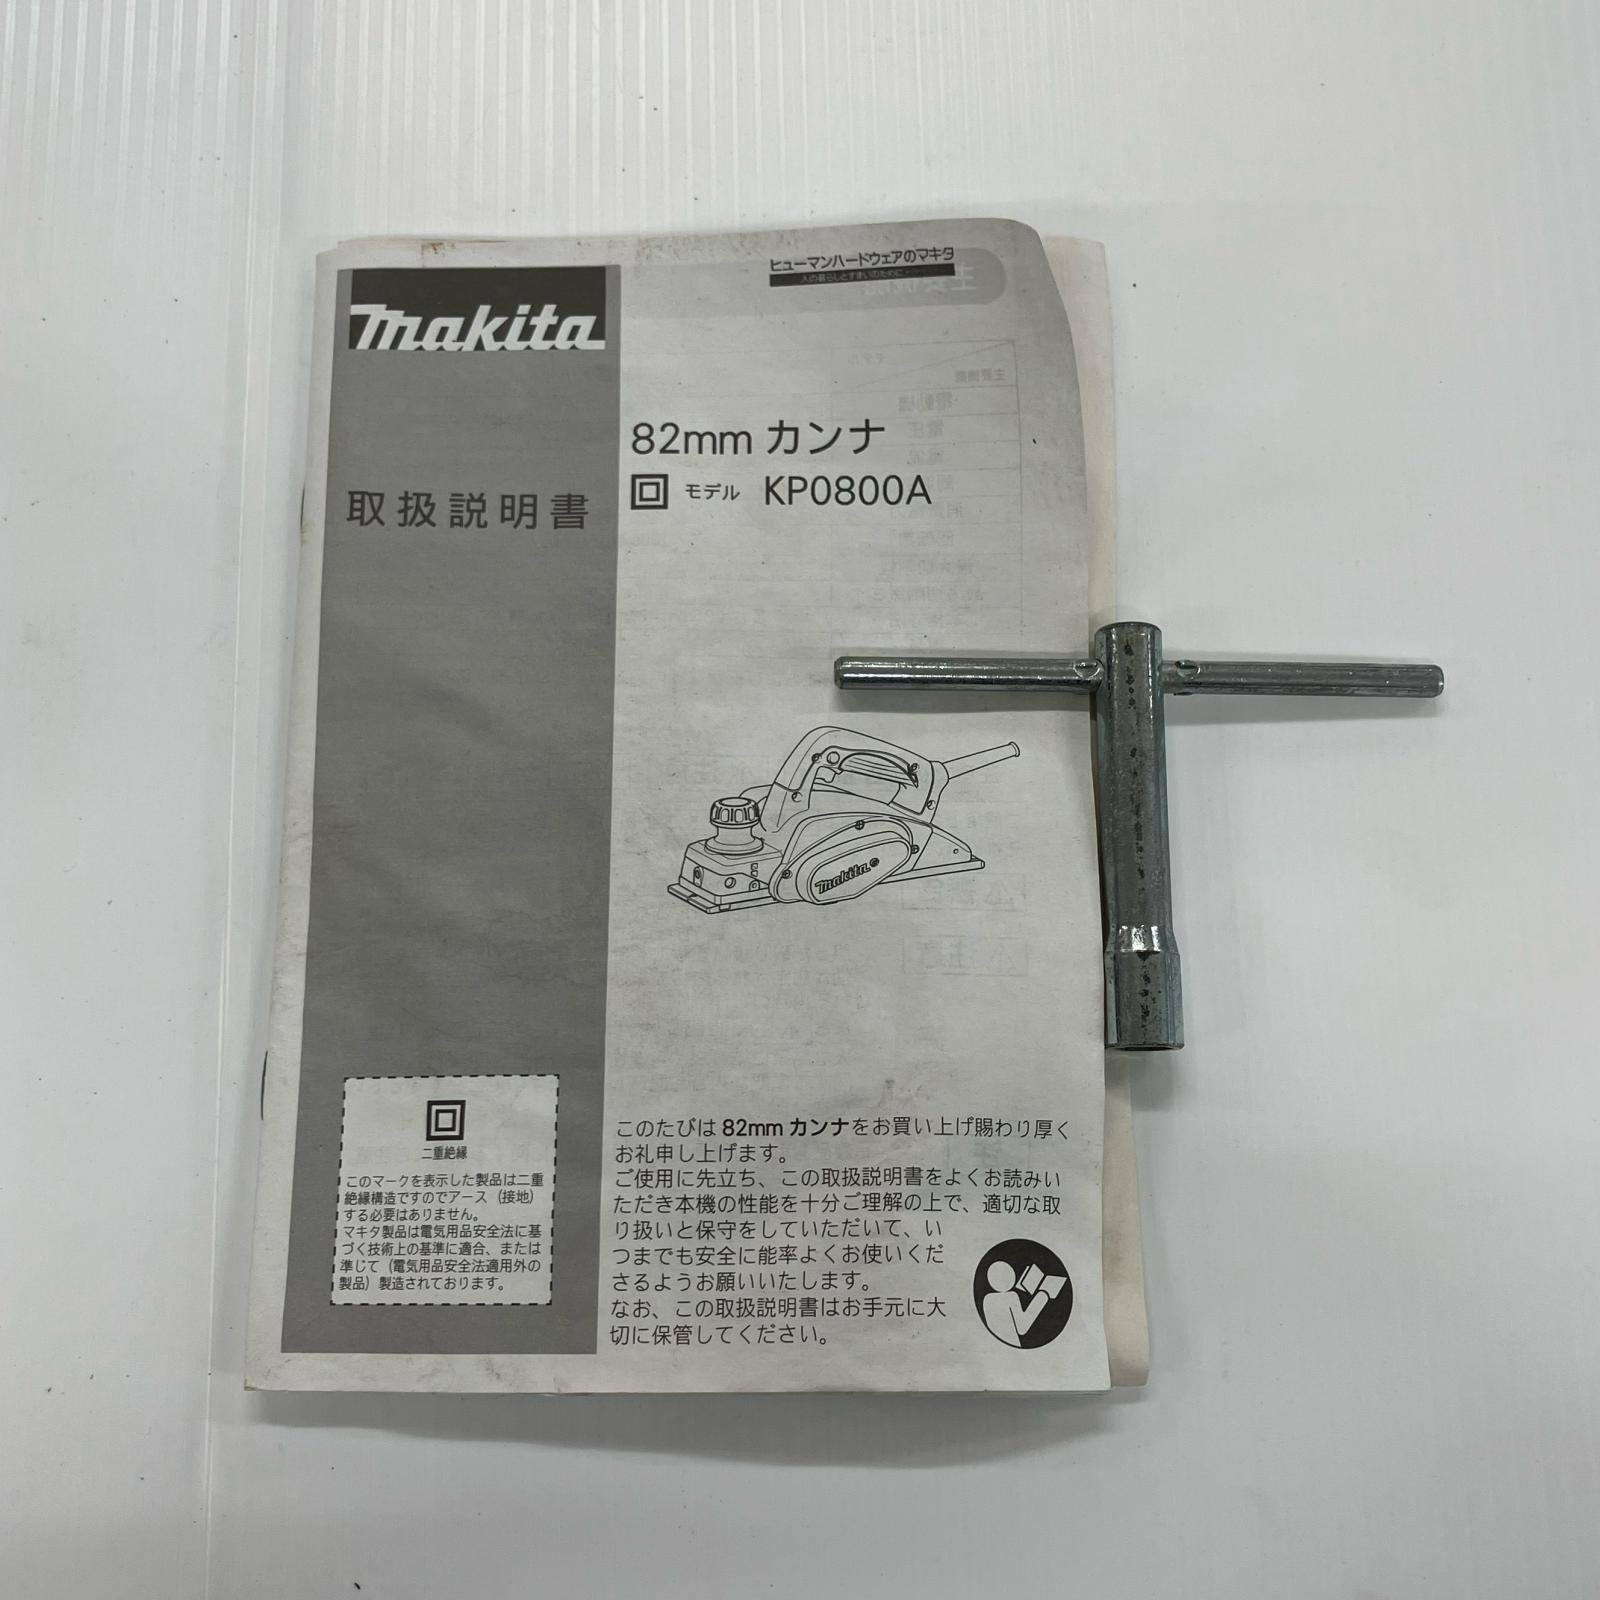 makita
ヒューマンハードウェアのマキタ
人の暮らしとすまいのために
取扱説明書
82mm カンナ
モデル KP0800A
makita
二重絶縁
このマークを表示した製品は二重
絶縁構造ですのでアース（接地）
する必要はありません。
マキタ製品は電気用品安全法に基
づく技術上の基準に適合、または
準じて（電気用品安全法適用外の
製品）製造されております。
このたびは 82mm カンナをお買い上げ賜わり厚く
お礼申し上げます。
ご使用に先立ち、この取扱説明書をよくお読みい
ただき本機の性能を十分ご理解の上で、適切な取
り扱いと保守をしていただいて、い
つまでも安全に能率よくお使いくだ
さるようお願いいたします。
なお、この取扱説明書はお手元に大
切に保管してください。